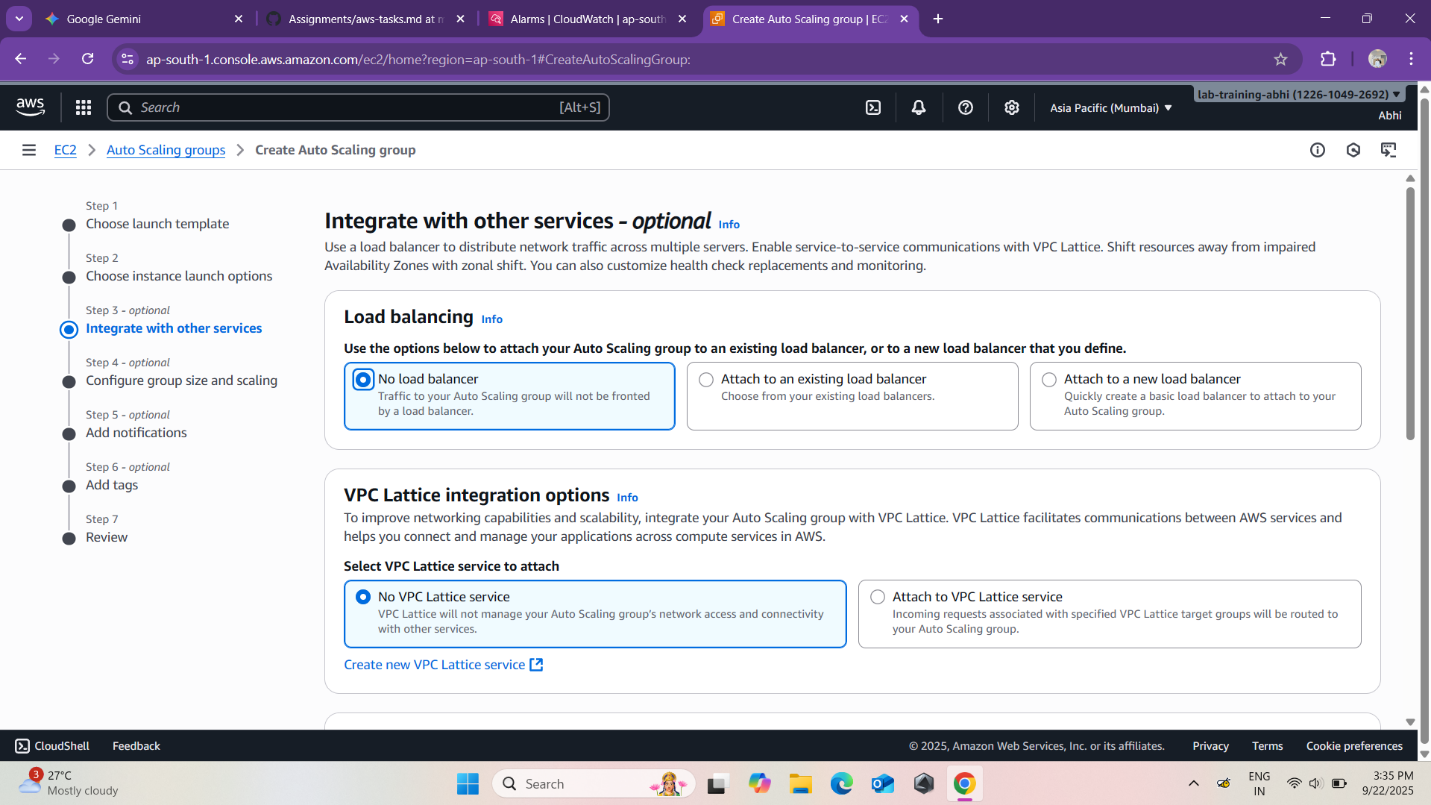 Google Gemini
Assignments/aws-tasks.md at m
Alarms | CloudWatch | ap-south
Create Auto Scaling group | EC2
ap-south-1.console.aws.amazon.com/ec2/home?region=ap-south-1#CreateAutoScalingGroup:
aws
Search [Alt+S]
Asia Pacific (Mumbai)
lab-training-abhi (1226-1049-2692)
Abhi
EC2 > Auto Scaling groups > Create Auto Scaling group
Step 1
Choose launch template
Step 2
Choose instance launch options
Step 3 - optional
Integrate with other services
Step 4 - optional
Configure group size and scaling
Step 5 - optional
Add notifications
Step 6 - optional
Add tags
Step 7
Review
Integrate with other services - optional Info
Use a load balancer to distribute network traffic across multiple servers. Enable service-to-service communications with VPC Lattice. Shift resources away from impaired
Availability Zones with zonal shift. You can also customize health check replacements and monitoring.
Load balancing Info
Use the options below to attach your Auto Scaling group to an existing load balancer, or to a new load balancer that you define.
No load balancer
Traffic to your Auto Scaling group will not be fronted
by a load balancer.
Attach to an existing load balancer
Choose from your existing load balancers.
Attach to a new load balancer
Quickly create a basic load balancer to attach to your
Auto Scaling group.
VPC Lattice integration options Info
To improve networking capabilities and scalability, integrate your Auto Scaling group with VPC Lattice. VPC Lattice facilitates communications between AWS services and
helps you connect and manage your applications across compute services in AWS.
Select VPC Lattice service to attach
No VPC Lattice service
VPC Lattice will not manage your Auto Scaling group's network access and connectivity
with other services.
Attach to VPC Lattice service
Incoming requests associated with specified VPC Lattice target groups will be routed to
your Auto Scaling group.
Create new VPC Lattice service
CloudShell
Feedback
© 2025, Amazon Web Services, Inc. or its affiliates.
Privacy
Terms
Cookie preferences
3
27°C
Mostly cloudy
Search
ENG
IN
3:35 PM
9/22/2025